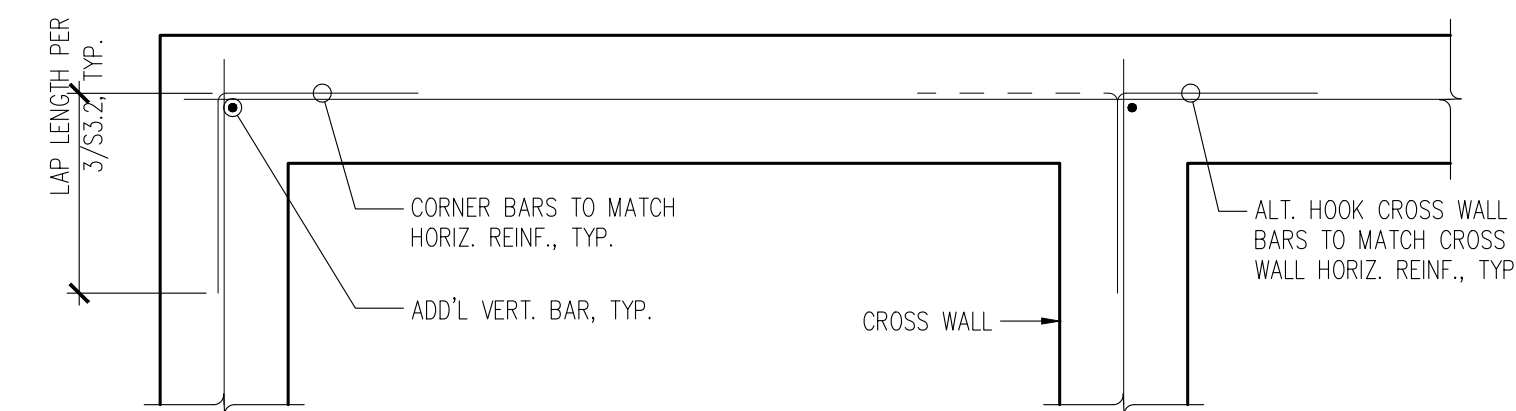 LAP LENGTH PER
3/S3.2, TYP.
CORNER BARS TO MATCH
HORIZ. REINF., TYP.
ADD'L VERT. BAR, TYP.
CROSS WALL
ALT. HOOK CROSS WALL
BARS TO MATCH CROSS
WALL HORIZ. REINF., TYP